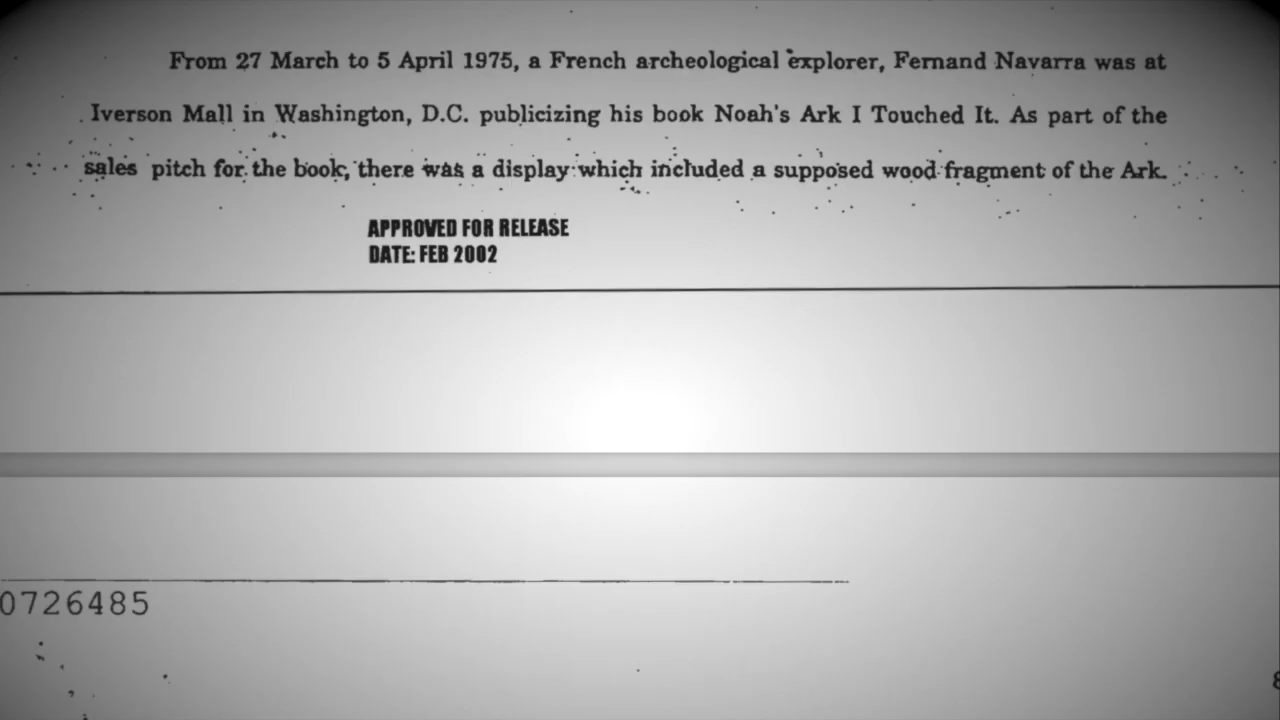 From 27 March to 5 April 1975, a French archeological explorer, Fernand Navarra was at
Iverson Mall in Washington, D.C. publicizing his book Noah's Ark I Touched It. As part of the
sales pitch for the book, there was a display which included a supposed wood fragment of the Ark.
APPROVED FOR RELEASE
DATE: FEB 2002
0726485